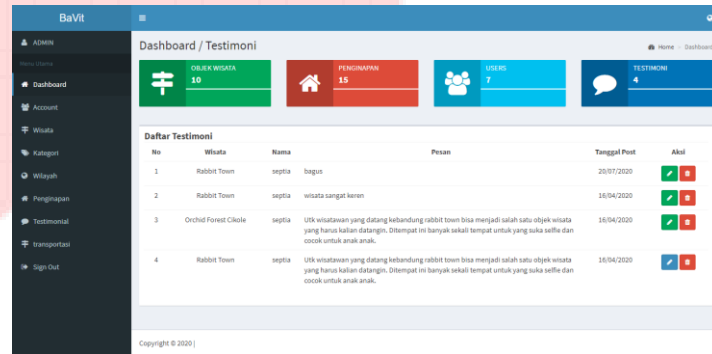 BaVit
ADMIN
Menu Utama
Dashboard
Account
Wisata
Kategori
Wilayah
Penginapan
Testimonial
transportasi
Sign Out
Dashboard / Testimoni
Home > Dashboard
OBJEK WISATA
10
PENGINAPAN
15
USERS
7
TESTIMONI
4
Daftar Testimoni
No Wisata Nama Pesan Tanggal Post Aksi
1 Rabbit Town septia bagus 20/07/2020
2 Rabbit Town septia wisata sangat keren 16/04/2020
3 Orchid Forest Cikole septia Utk wisatawan yang datang kebandung rabbit town bisa menjadi salah satu objek wisata 16/04/2020
yang harus kalian datangin. Ditempat ini banyak sekali tempat untuk yang suka selfie dan
cocok untuk anak anak.
4 Rabbit Town septia Utk wisatawan yang datang kebandung rabbit town bisa menjadi salah satu objek wisata 16/04/2020
yang harus kalian datangin. Ditempat ini banyak sekali tempat untuk yang suka selfie dan
cocok untuk anak anak.
Copyright © 2020 |